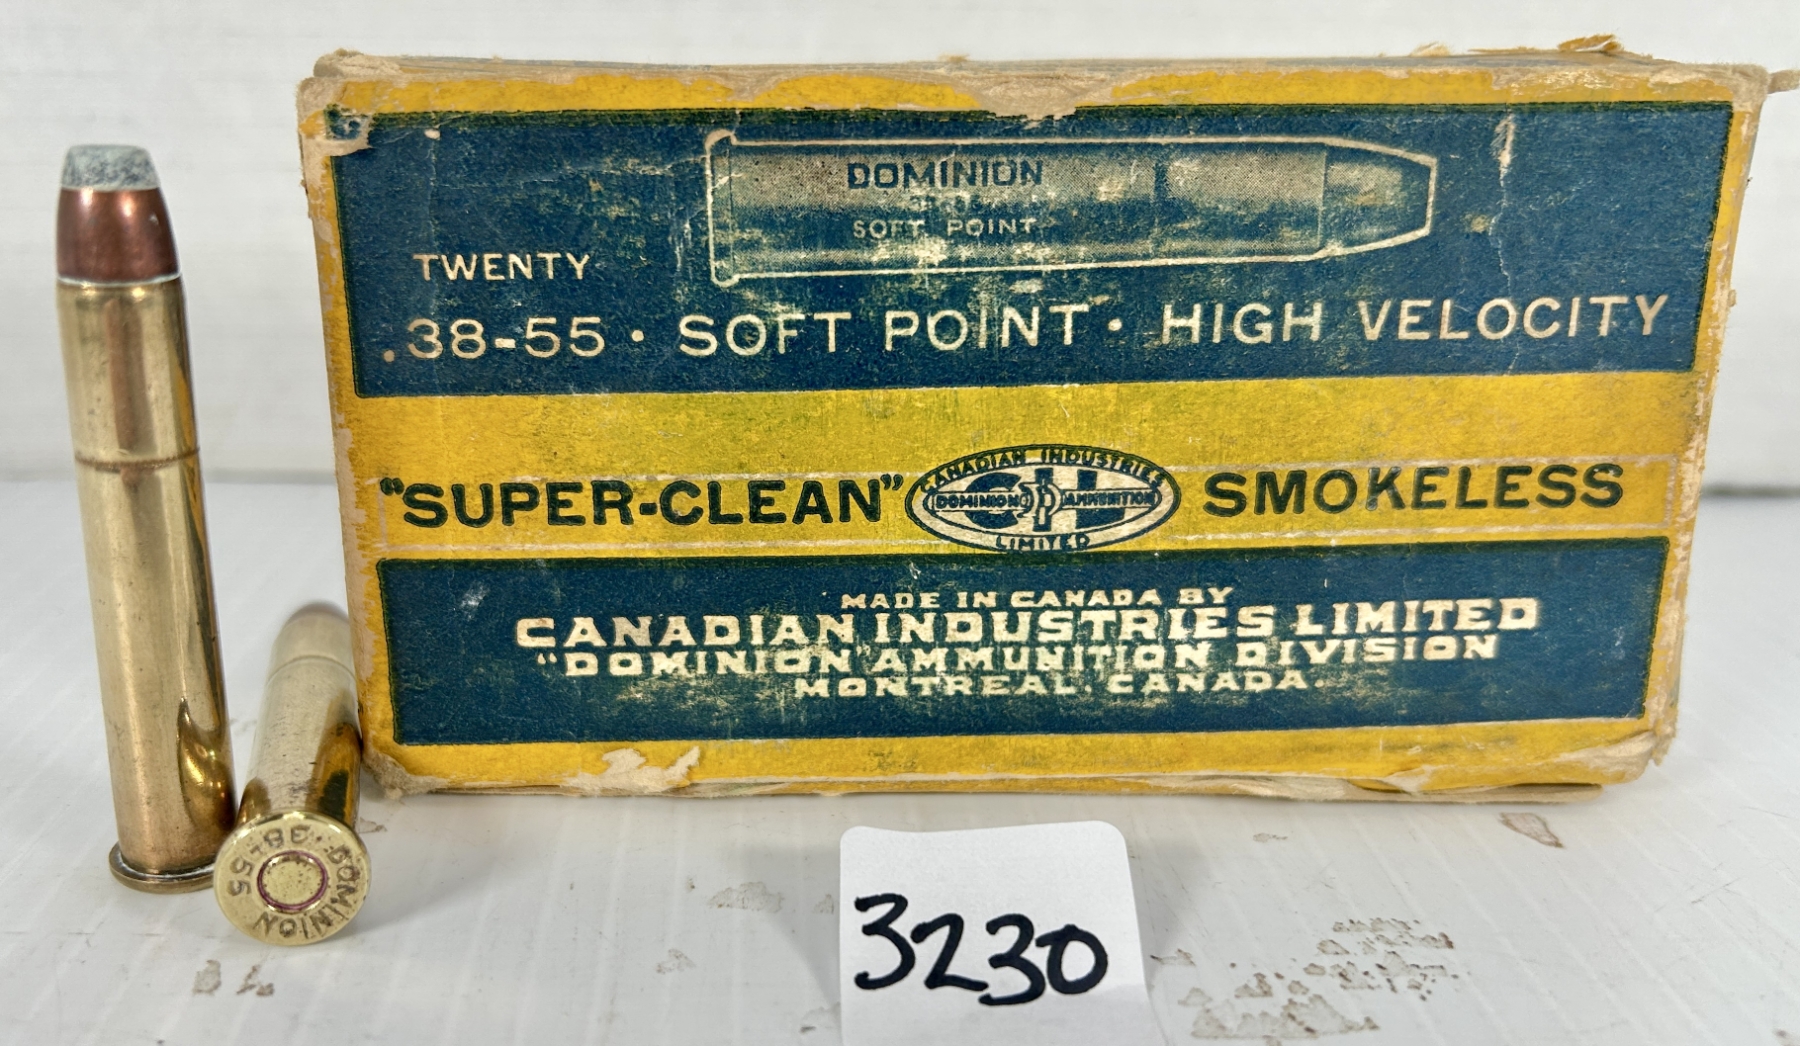 DOMINION
SOFT POINT
TWENTY
.38-55 · SOFT POINT · HIGH VELOCITY
"SUPER-CLEAN" SMOKELESS
CANADIAN INDUSTRIES
DOMINION AMMUNITION
LIMITED
MADE IN CANADA BY
CANADIAN INDUSTRIES LIMITED
"DOMINION" AMMUNITION DIVISION
MONTREAL. CANADA.
DOMINION
38-55
3230